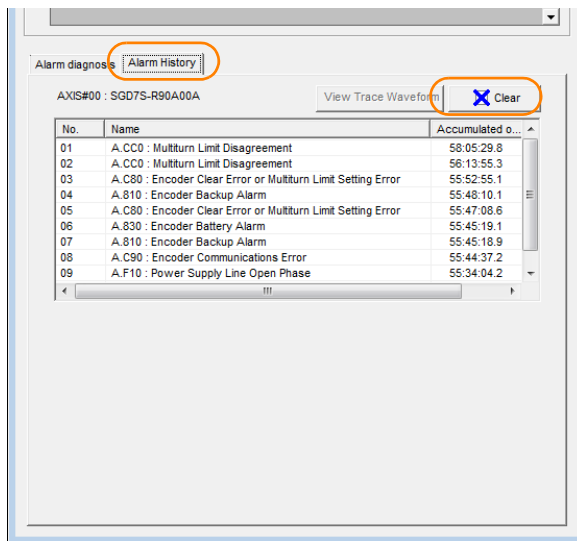 Alarm diagnosis Alarm History
AXIS#00 : SGD7S-R90A00A View Trace Waveform Clear
No. Name Accumulated o...
01 A.CC0 : Multiturn Limit Disagreement 58:05:29.8
02 A.CC0 : Multiturn Limit Disagreement 56:13:55.3
03 A.C80 : Encoder Clear Error or Multiturn Limit Setting Error 55:52:55.1
04 A.810 : Encoder Backup Alarm 55:48:10.1
05 A.C80 : Encoder Clear Error or Multiturn Limit Setting Error 55:47:08.6
06 A.830 : Encoder Battery Alarm 55:45:19.1
07 A.810 : Encoder Backup Alarm 55:45:18.9
08 A.C90 : Encoder Communications Error 55:44:37.2
09 A.F10 : Power Supply Line Open Phase 55:34:04.2